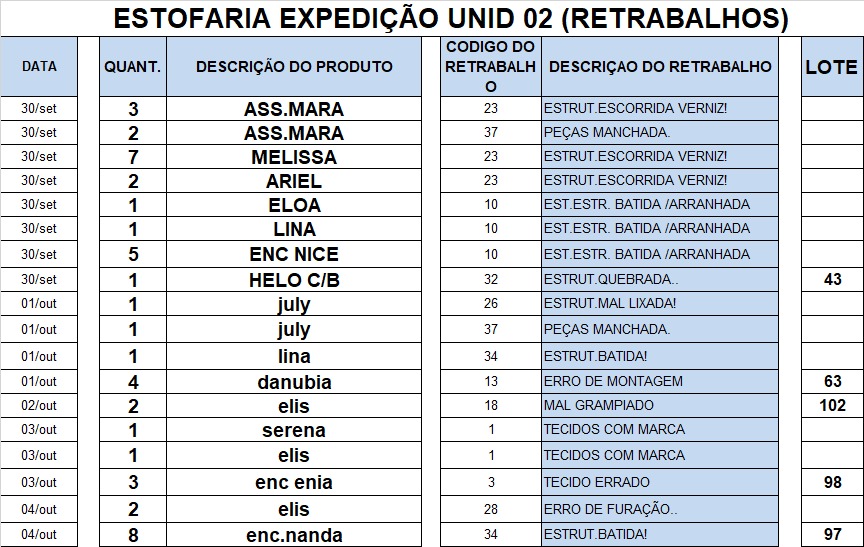 ESTOFARIA EXPEDIÇÃO UNID 02 (RETRABALHOS)
DATA QUANT. DESCRIÇÃO DO PRODUTO CODIGO DO RETRABALHO DESCRIÇAO DO RETRABALHO LOTE
30/set 3 ASS.MARA 23 ESTRUT.ESCORRIDA VERNIZ!
30/set 2 ASS.MARA 37 PEÇAS MANCHADA.
30/set 7 MELISSA 23 ESTRUT.ESCORRIDA VERNIZ!
30/set 2 ARIEL 23 ESTRUT.ESCORRIDA VERNIZ!
30/set 1 ELOA 10 EST.ESTR. BATIDA /ARRANHADA
30/set 1 LINA 10 EST.ESTR. BATIDA /ARRANHADA
30/set 5 ENC NICE 10 EST.ESTR. BATIDA /ARRANHADA
30/set 1 HELO C/B 32 ESTRUT.QUEBRADA.. 43
01/out 1 july 26 ESTRUT.MAL LIXADA!
01/out 1 july 37 PEÇAS MANCHADA.
01/out 1 lina 34 ESTRUT.BATIDA!
01/out 4 danubia 13 ERRO DE MONTAGEM 63
02/out 2 elis 18 MAL GRAMPIADO 102
03/out 1 serena 1 TECIDOS COM MARCA
03/out 1 elis 1 TECIDOS COM MARCA
03/out 3 enc enia 3 TECIDO ERRADO 98
04/out 2 elis 28 ERRO DE FURAÇÃO..
04/out 8 enc.nanda 34 ESTRUT.BATIDA! 97